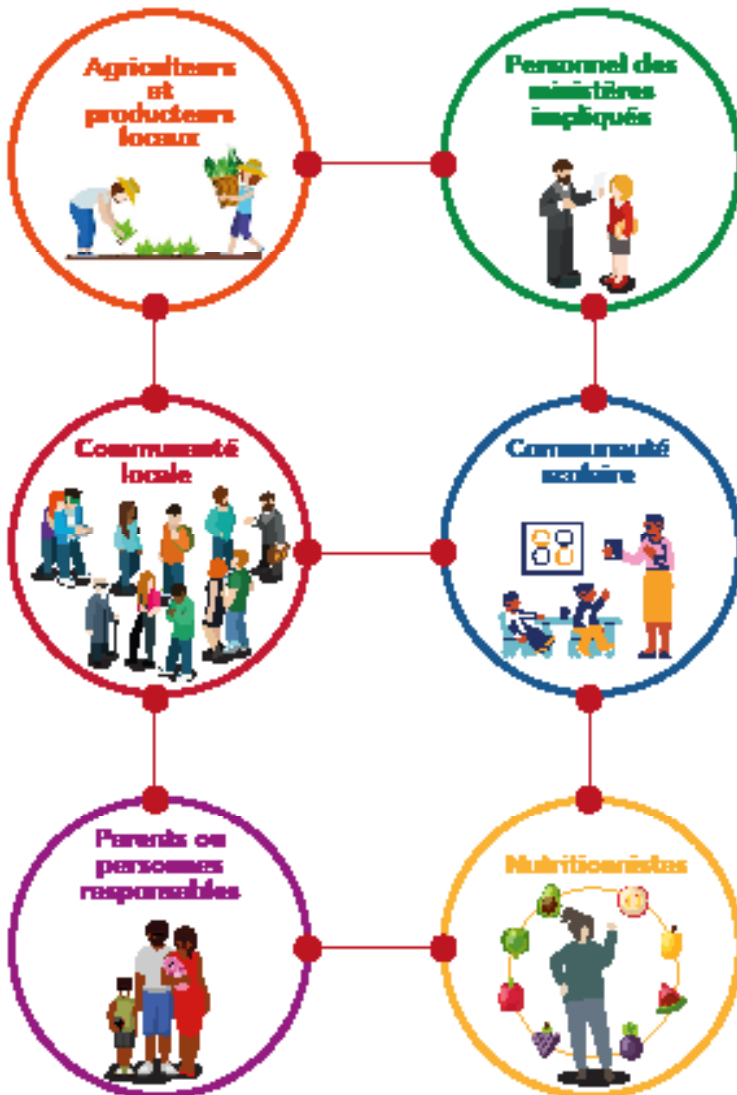 Agriculteurs
et
producteurs
locaux
Personnel des
ministères
impliqués
Communauté
locale
Communauté
scolaire
Parents ou
personnes
responsables
Nutritionnistes